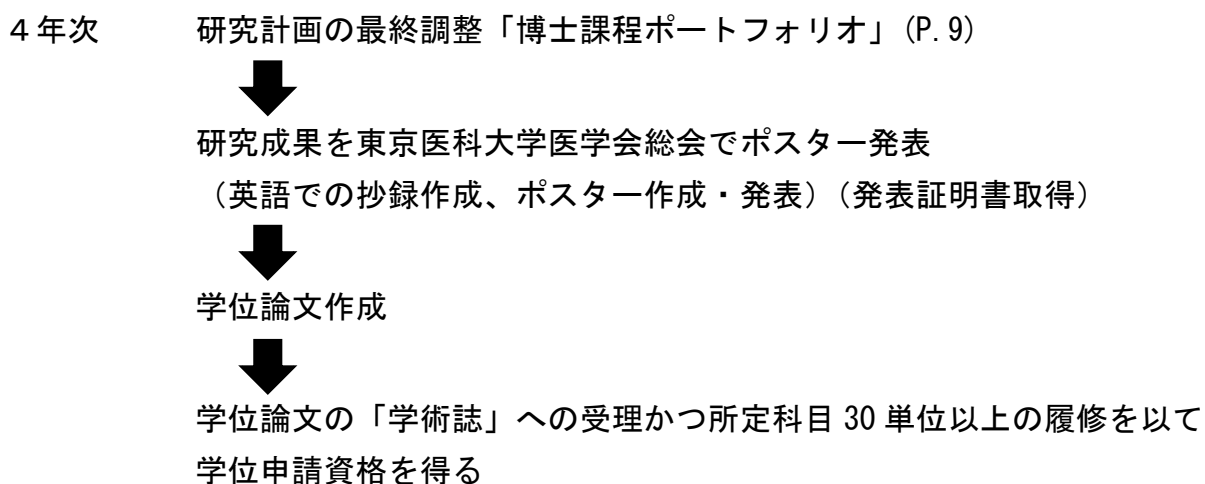 ４年次 研究計画の最終調整「博士課程ポートフォリオ」(P.9)
研究成果を東京医科大学医学会総会でポスター発表
（英語での抄録作成、ポスター作成・発表）（発表証明書取得）
学位論文作成
学位論文の「学術誌」への受理かつ所定科目 30 単位以上の履修を以て
学位申請資格を得る